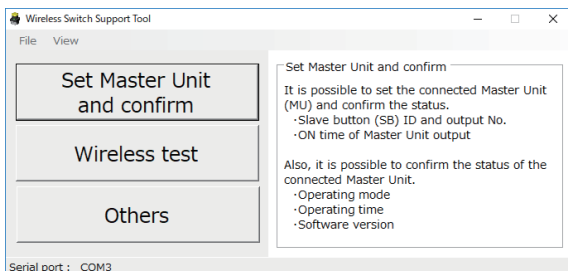 Wireless Switch Support Tool
File View
Set Master Unit
and confirm
Wireless test
Others
Set Master Unit and confirm
It is possible to set the connected Master Unit
(MU) and confirm the status.
・Slave button (SB) ID and output No.
・ON time of Master Unit output
Also, it is possible to confirm the status of the
connected Master Unit.
・Operating mode
・Operating time
・Software version
Serial port : COM3